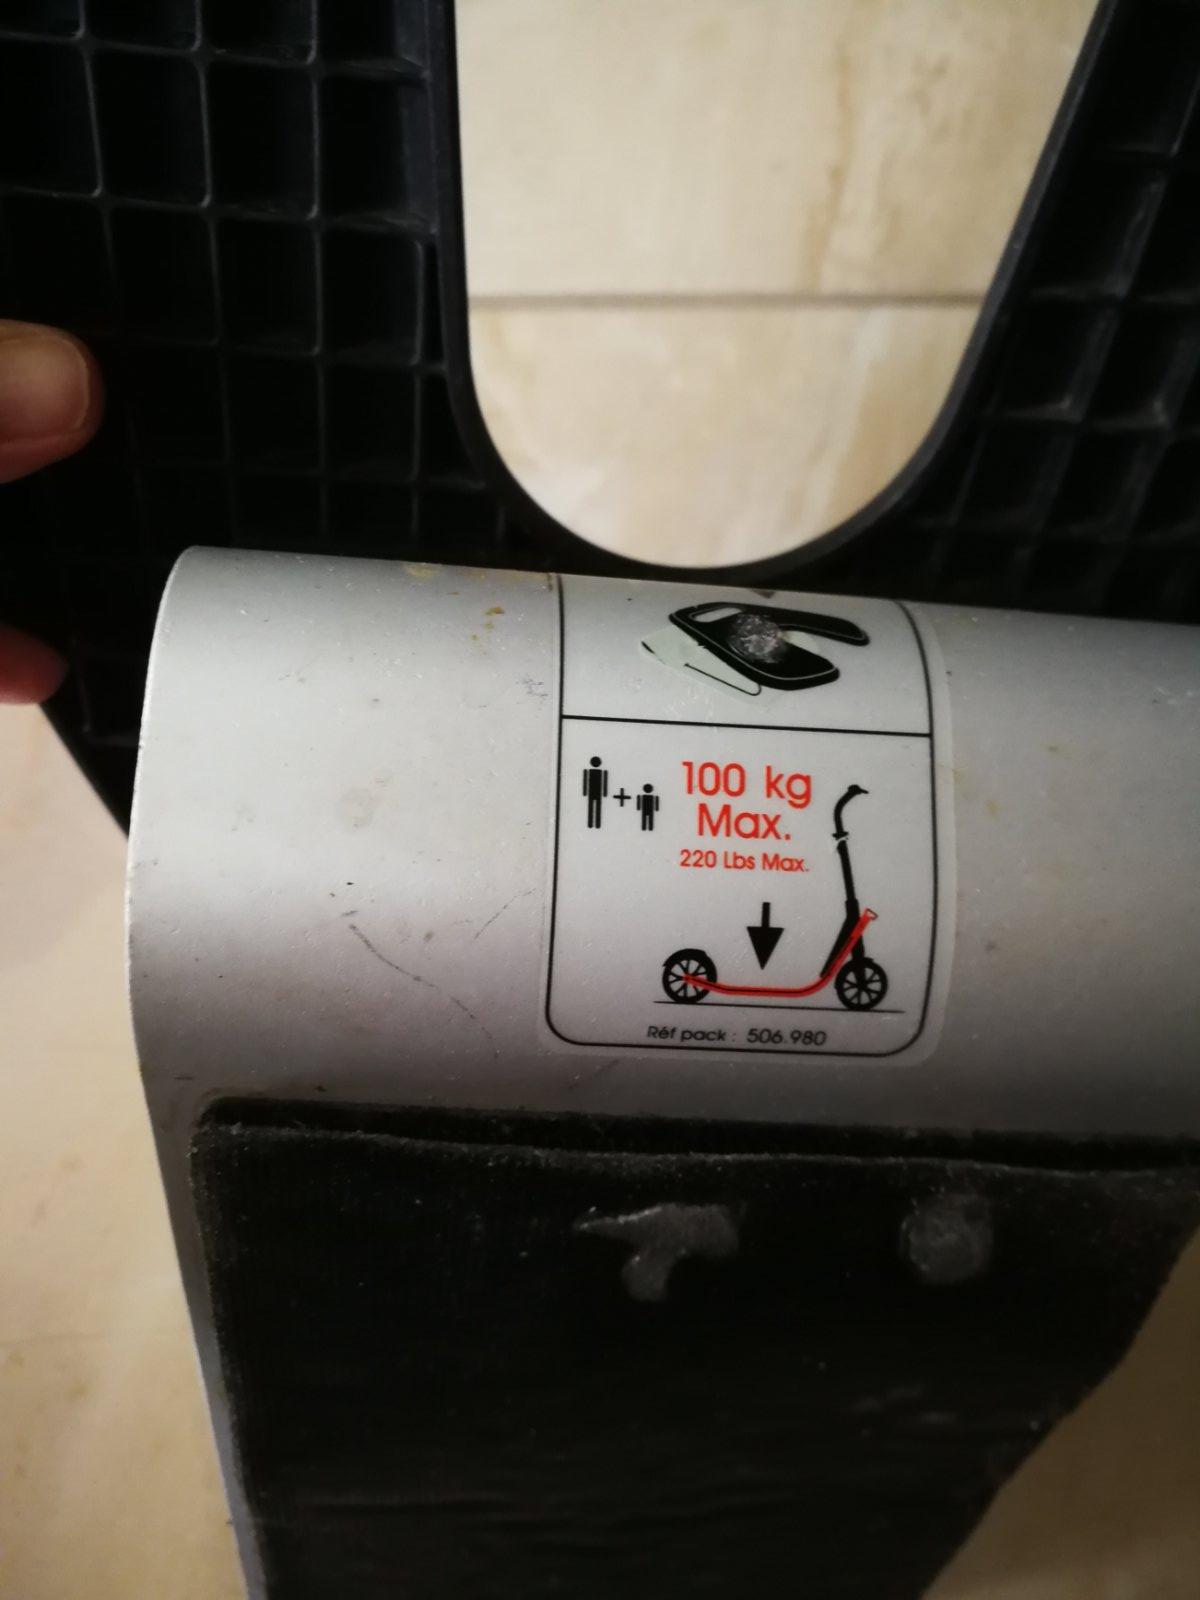 100 kg
Max.
220 Lbs Max.
Réf pack : 506.980